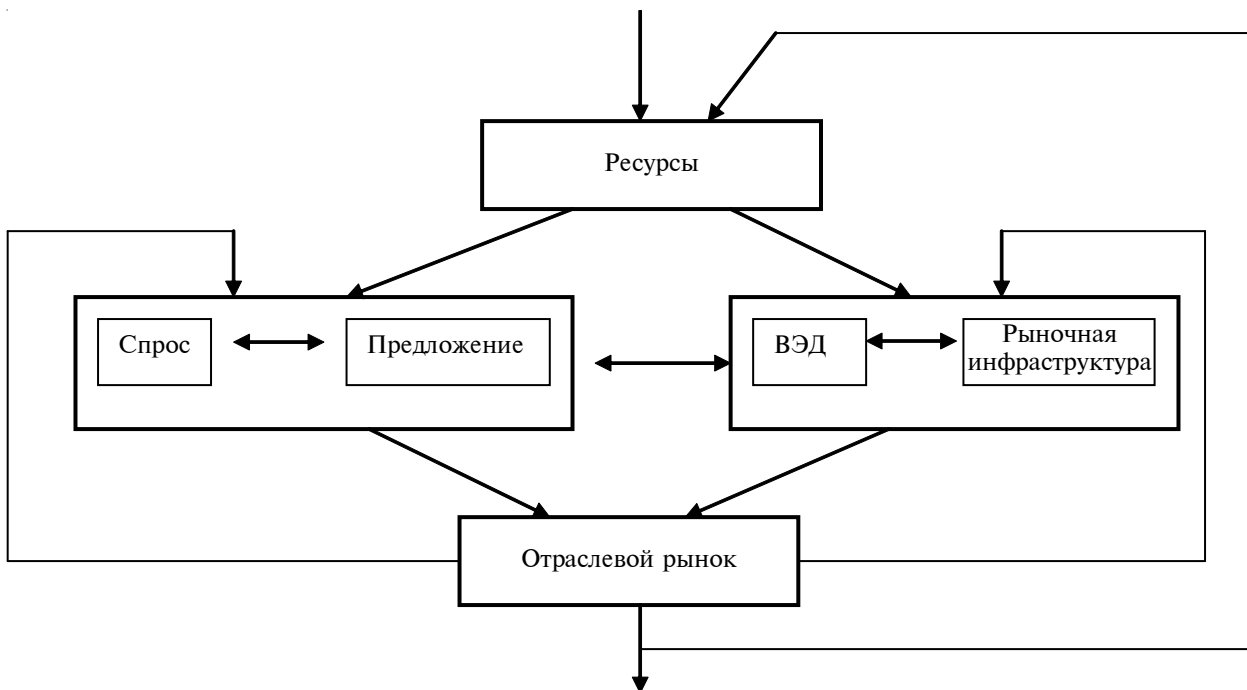 Ресурсы
Спрос
Предложение
ВЭД
Рыночная
инфраструктура
Отраслевой рынок